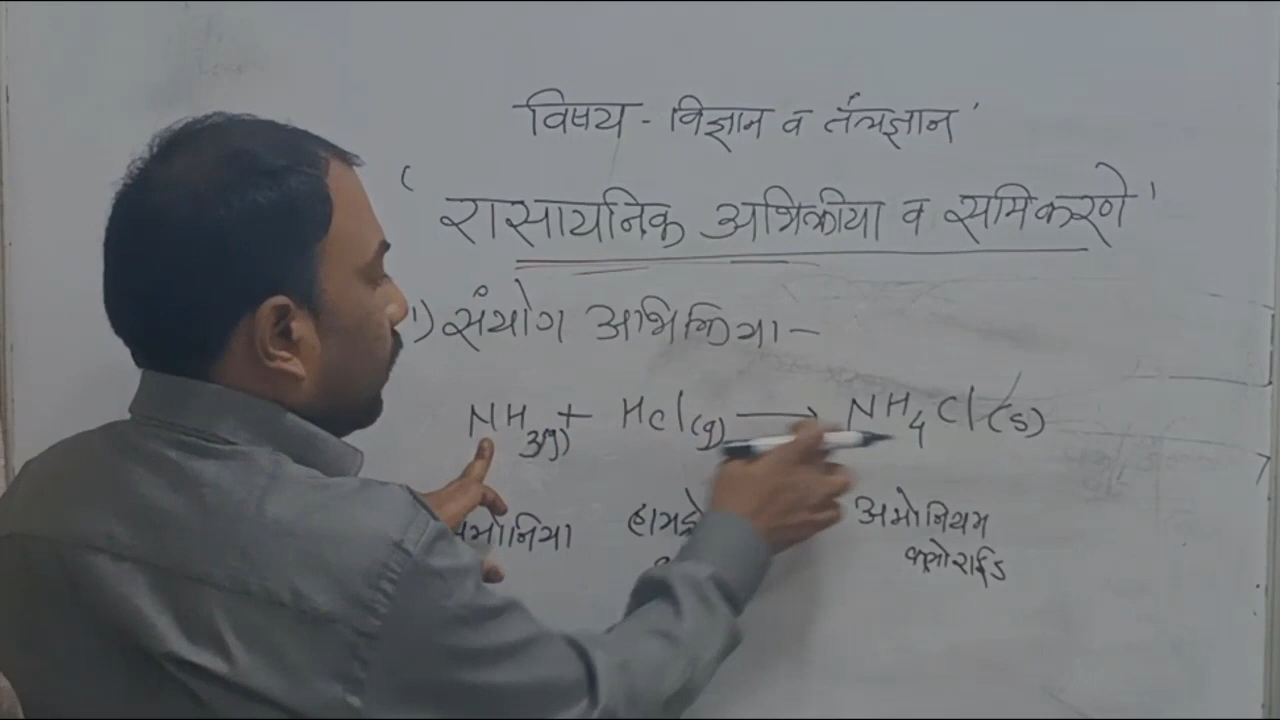 विषय - विज्ञान व तंत्रज्ञान'
' रासायनिक अभिक्रीया व समिकरणे '
1) संयोग अभिक्रिया -
NH3(g) + HCl(g) → NH4Cl(s)
अमोनियम
क्लोराईड